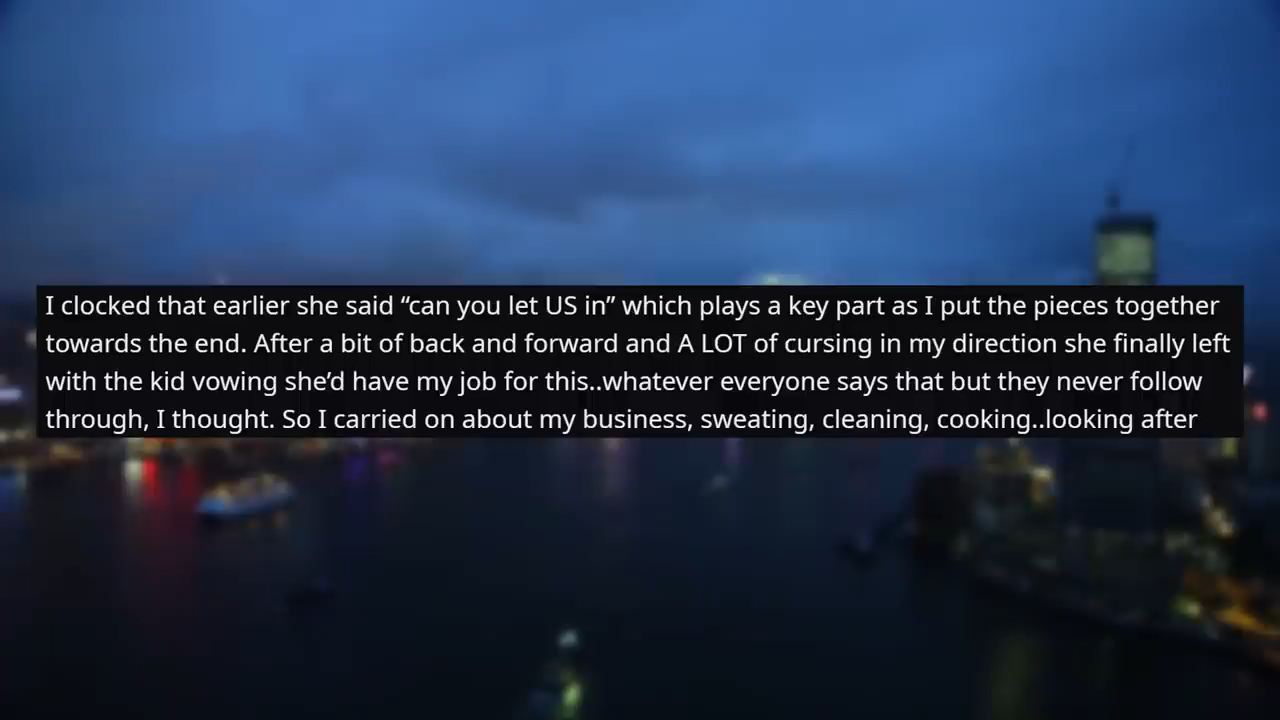 I clocked that earlier she said “can you let US in” which plays a key part as I put the pieces together
towards the end. After a bit of back and forward and A LOT of cursing in my direction she finally left
with the kid vowing she’d have my job for this..whatever everyone says that but they never follow
through, I thought. So I carried on about my business, sweating, cleaning, cooking..looking after